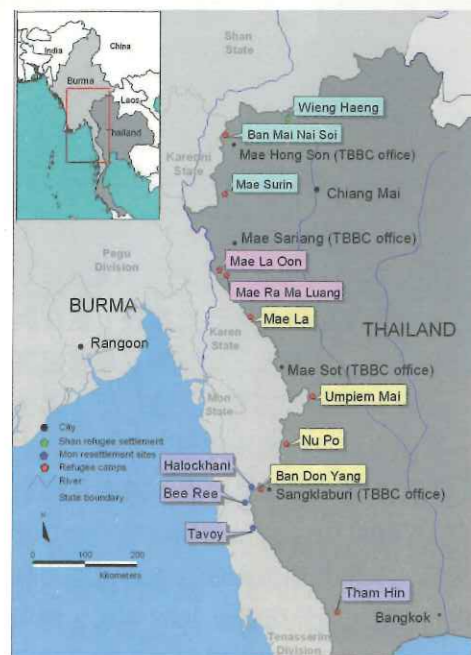 India
China
Burma
Laos
Thailand
Shan
State
Wieng Haeng
Ban Mai Nai Soi
Mae Hong Son (TBBC office)
Karenni
State
Mae Surin
Chiang Mai
Mae Sariang (TBBC office)
Pegu
Division
Mae La Oon
Mae Ra Ma Luang
BURMA
Mae La
THAILAND
Karen
State
Rangoon
Mae Sot (TBBC office)
Mon
State
Umpiem Mai
City
Shan refugee settlement
Mon resettlement sites
Refugee camps
River
State boundary
Nu Po
Halockhani
Ban Don Yang
Bee Ree
Sangklaburi (TBBC office)
N
Tavoy
0 100 200
Kilometers
Tham Hin
Bangkok
Tenasserim
Division